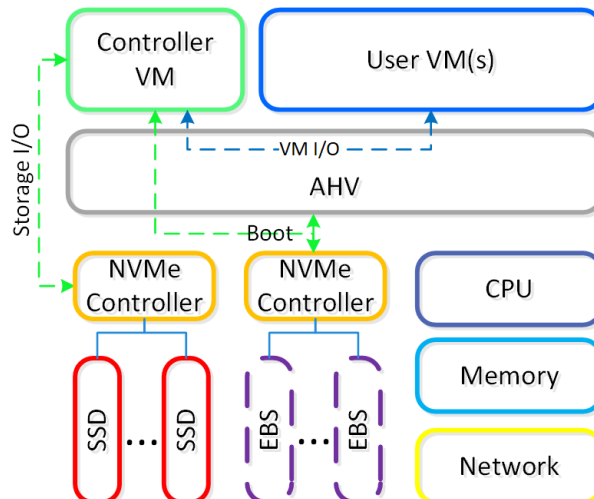 Controller
VM
User VM(s)
Storage I/O
VM I/O
AHV
Boot
NVMe
Controller
NVMe
Controller
CPU
Memory
Network
SSD
...
SSD
EBS
...
EBS